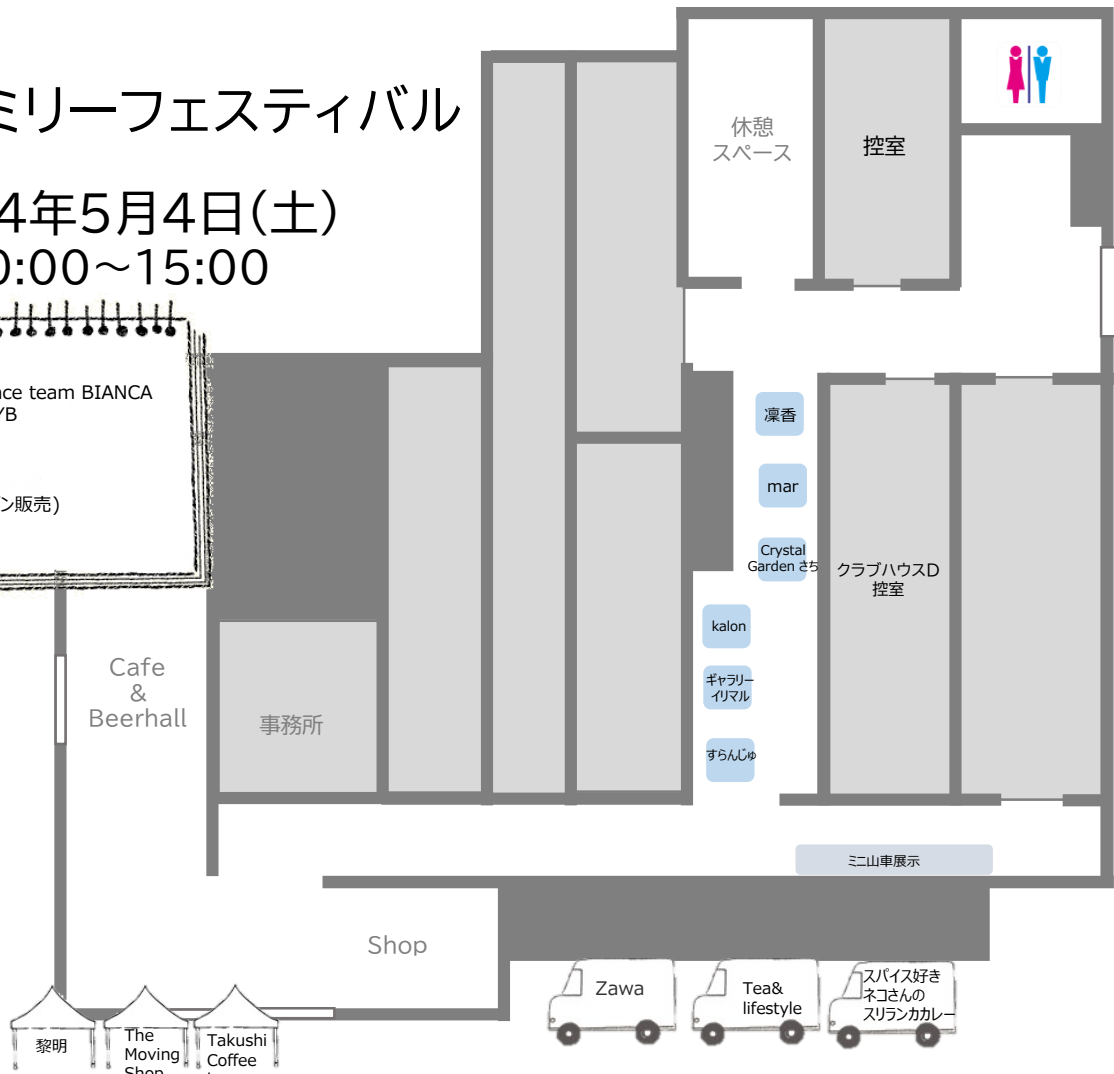 ミリーフェスティバル
4年5月4日(土)
0:00～15:00
ce team BIANCA
YB
ン販売)
休憩
スペース
控室
凜香
mar
Crystal
Garden さち
kalon
ギャラリー
イリマル
すらんじゅ
クラブハウスD
控室
Cafe
&
Beerhall
事務所
ミニ山車展示
Shop
Zawa
Tea&
lifestyle
スパイス好き
ネコさんの
スリランカカレー
黎明
The
Moving
Shop
Takushi
Coffee